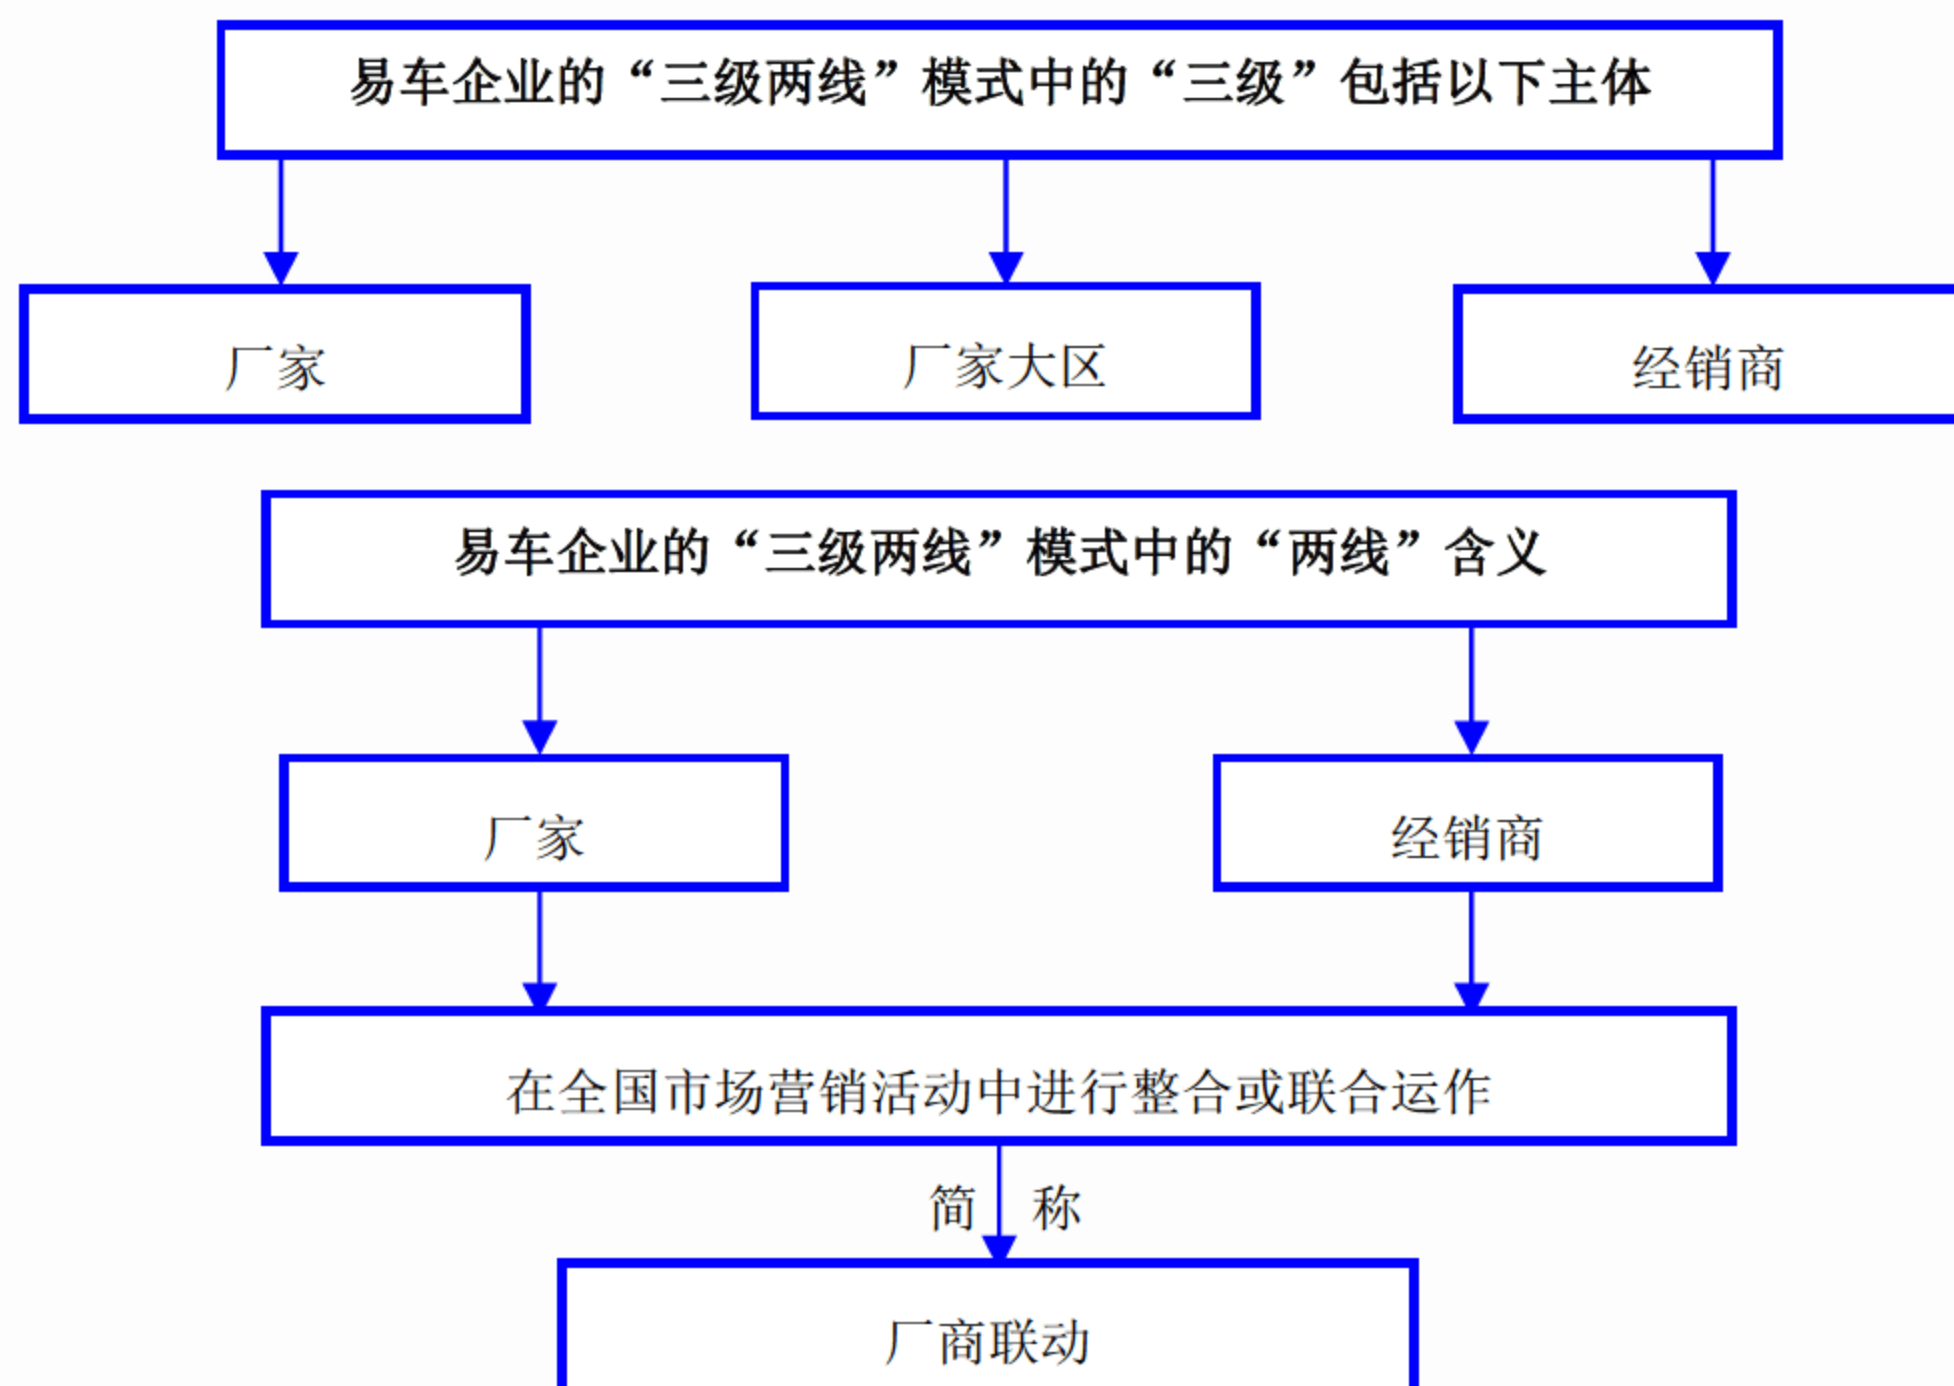 易车企业的“三级两线”模式中的“三级”包括以下主体
厂家
厂家大区
经销商
易车企业的“三级两线”模式中的“两线”含义
厂家
经销商
在全国市场营销活动中进行整合或联合运作
简 称
厂商联动